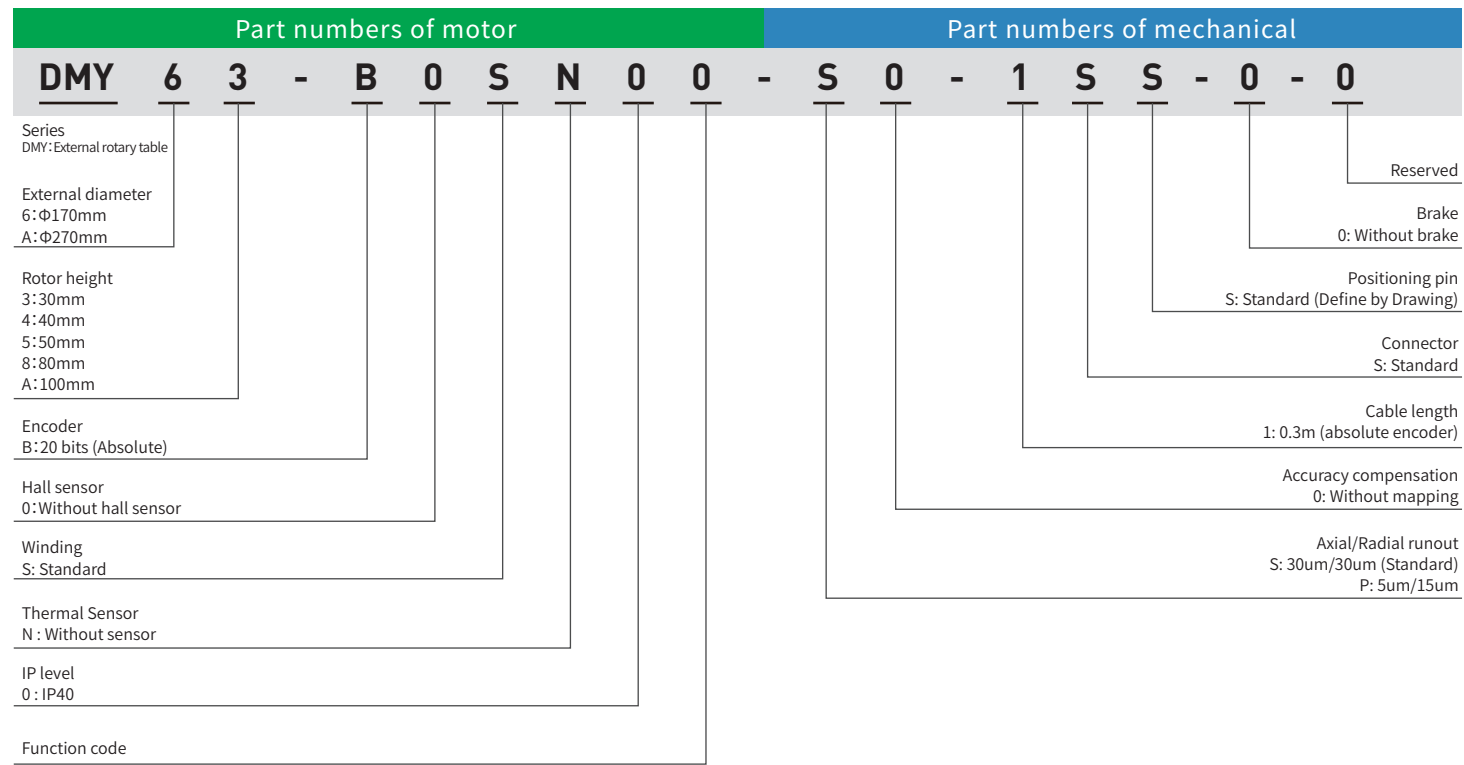 Part numbers of motor
Part numbers of mechanical
DMY 6 3 - B 0 S N 0 0 - S 0 - 1 S S - 0 - 0
Series
DMY:External rotary table
External diameter
6:Φ170mm
A:Φ270mm
Rotor height
3:30mm
4:40mm
5:50mm
8:80mm
A:100mm
Encoder
B:20 bits (Absolute)
Hall sensor
0:Without hall sensor
Winding
S: Standard
Thermal Sensor
N : Without sensor
IP level
0 : IP40
Function code
Reserved
Brake
0: Without brake
Positioning pin
S: Standard (Define by Drawing)
Connector
S: Standard
Cable length
1: 0.3m (absolute encoder)
Accuracy compensation
0: Without mapping
Axial/Radial runout
S: 30um/30um (Standard)
P: 5um/15um